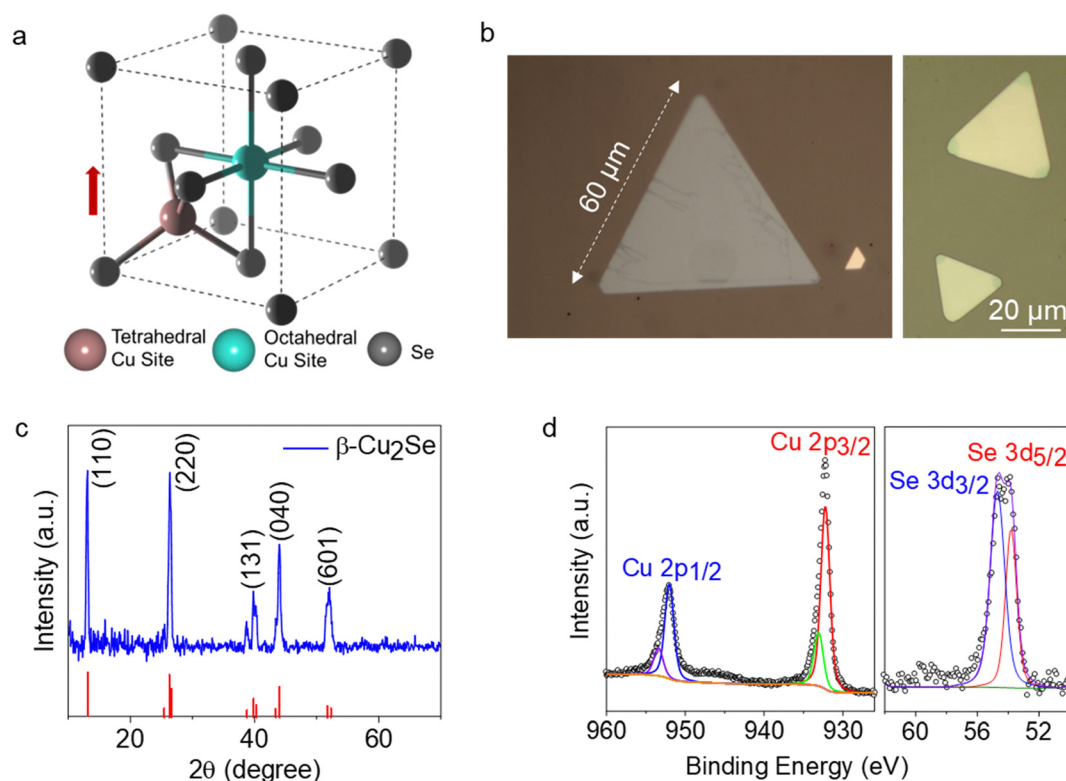 a
Tetrahedral
Cu Site
Octahedral
Cu Site
Se
b
60 μm
20 μm
c
β-Cu2Se
(110)
(220)
(131)
(040)
(601)
Intensity (a.u.)
20
40
60
2θ (degree)
d
Cu 2p3/2
Cu 2p1/2
Se 3d5/2
Se 3d3/2
Intensity (a.u.)
960
950
940
930
60
56
52
Binding Energy (eV)